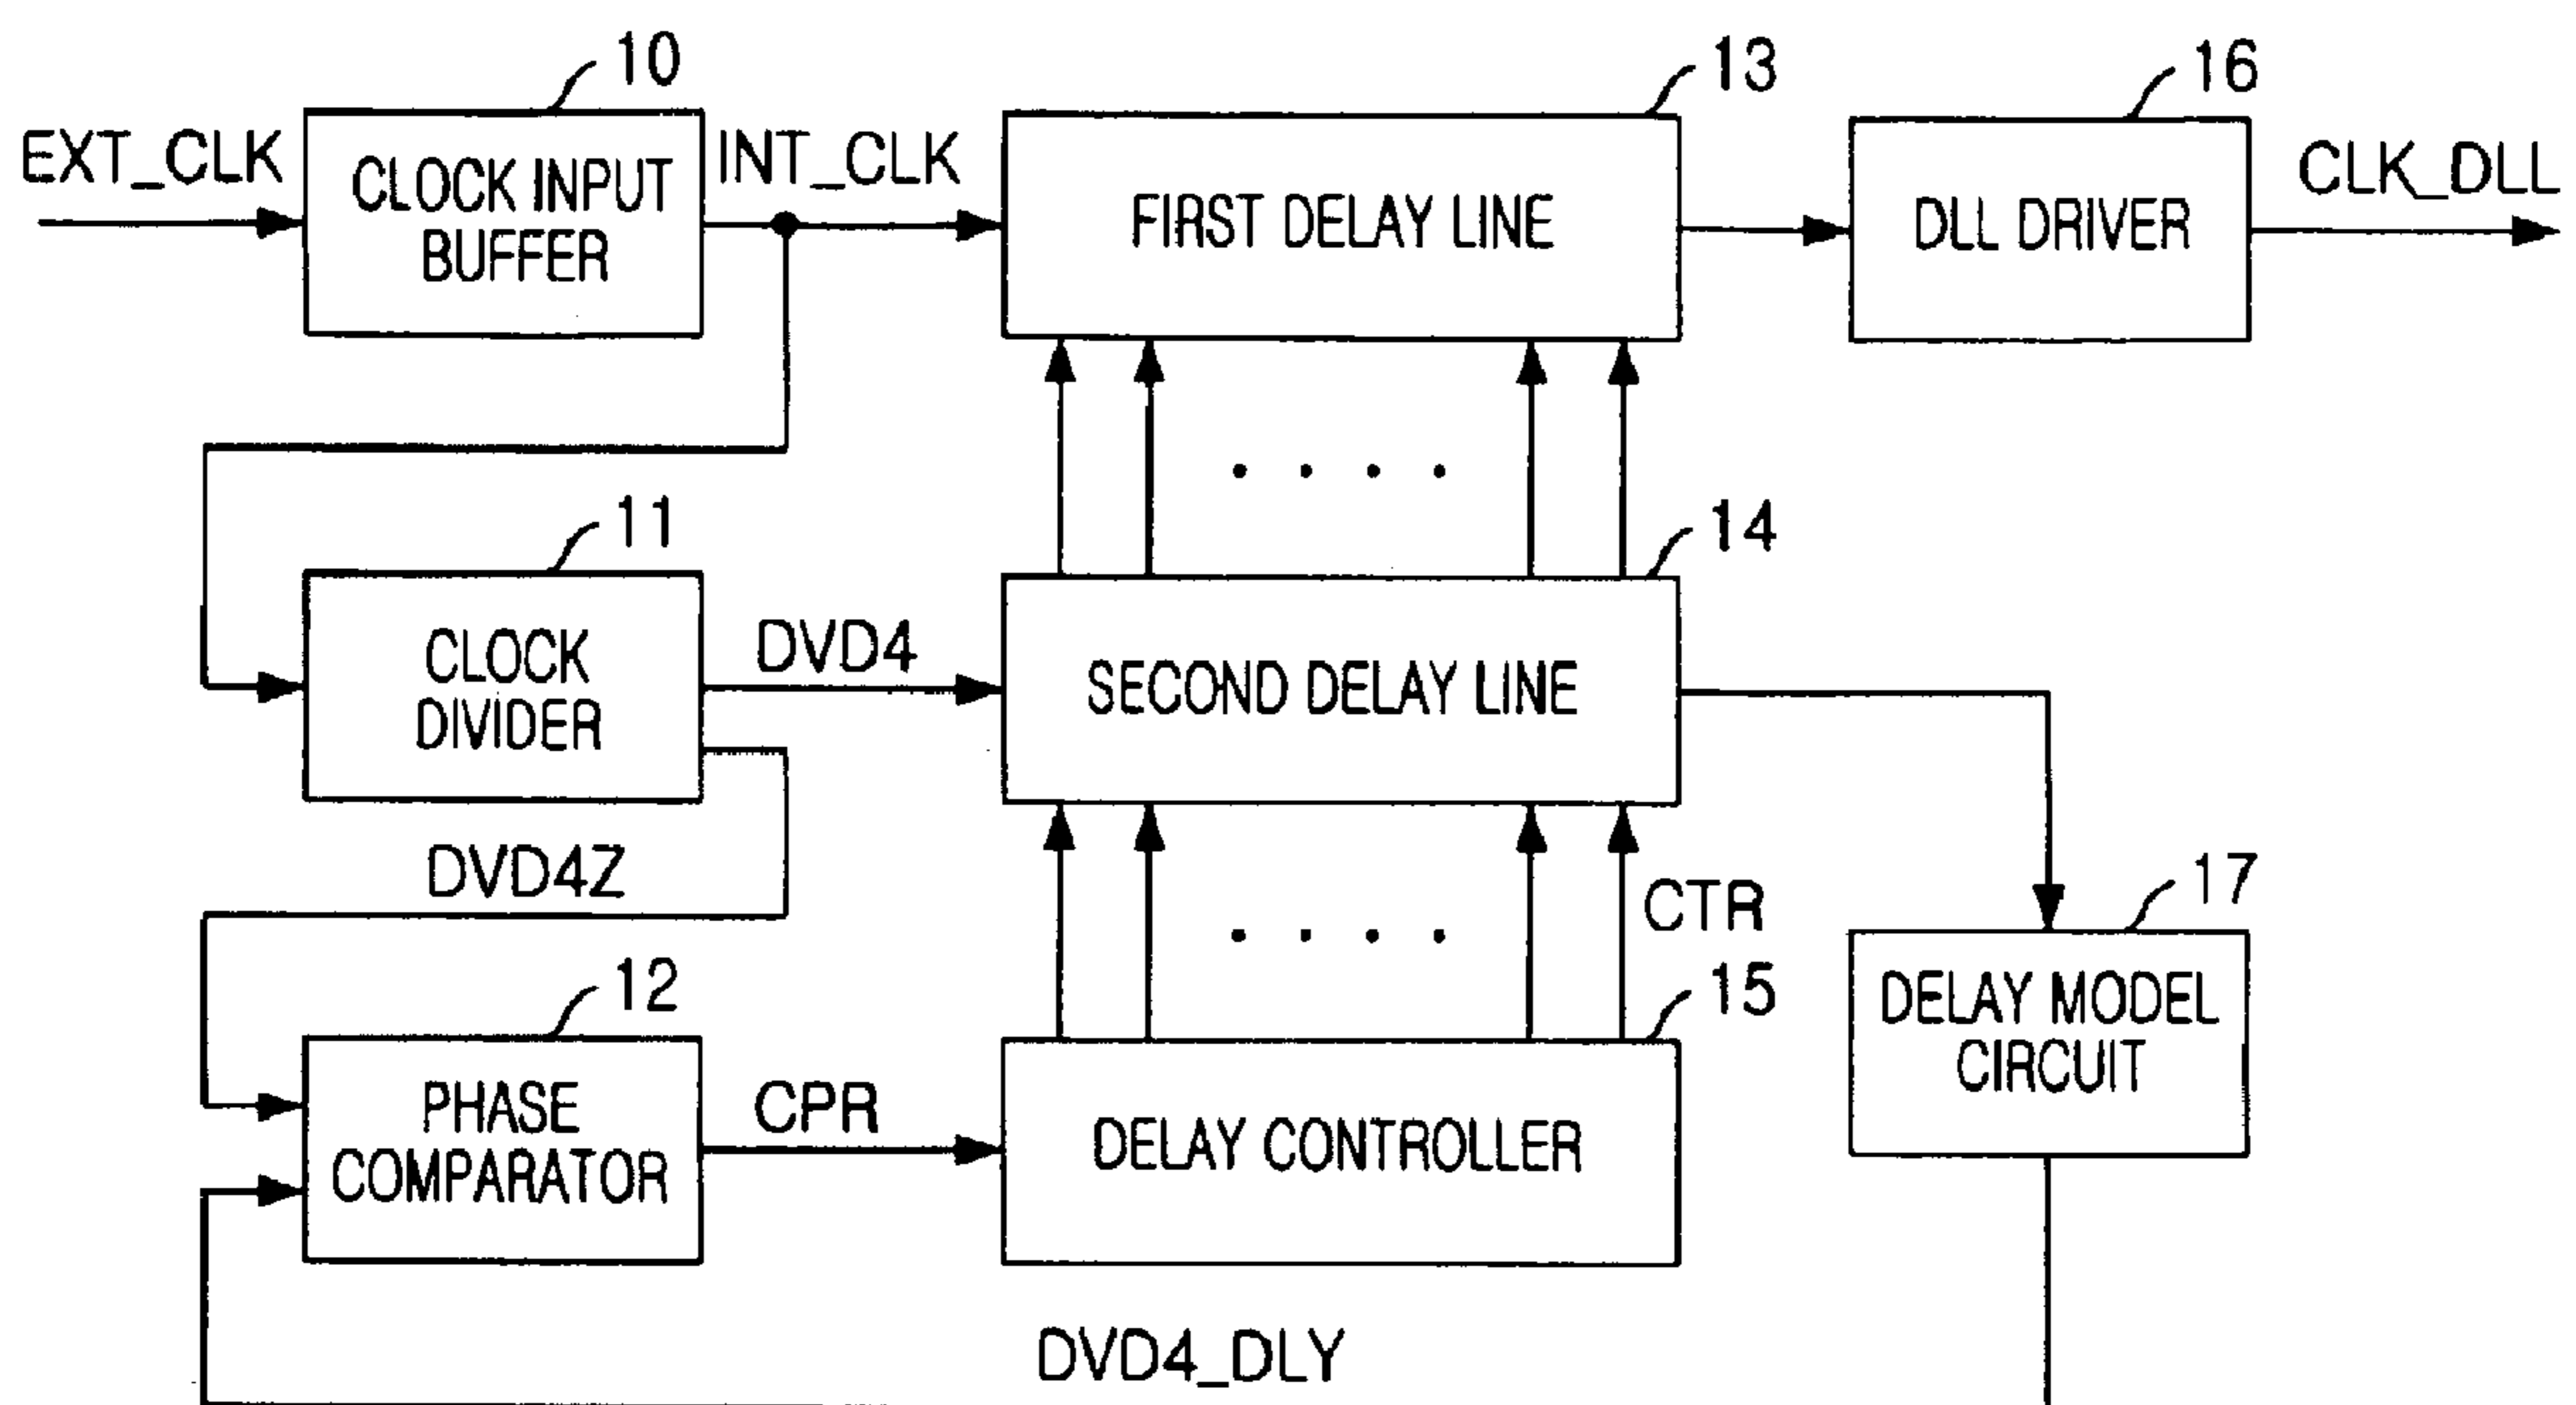 10
13
16
EXT_CLK
CLOCK INPUT
BUFFER
INT_CLK
FIRST DELAY LINE
DLL DRIVER
CLK_DLL
11
14
CLOCK
DIVIDER
DVD4
SECOND DELAY LINE
DVD4Z
CTR
17
12
15
DELAY MODEL
CIRCUIT
PHASE
COMPARATOR
CPR
DELAY CONTROLLER
DVD4_DLY